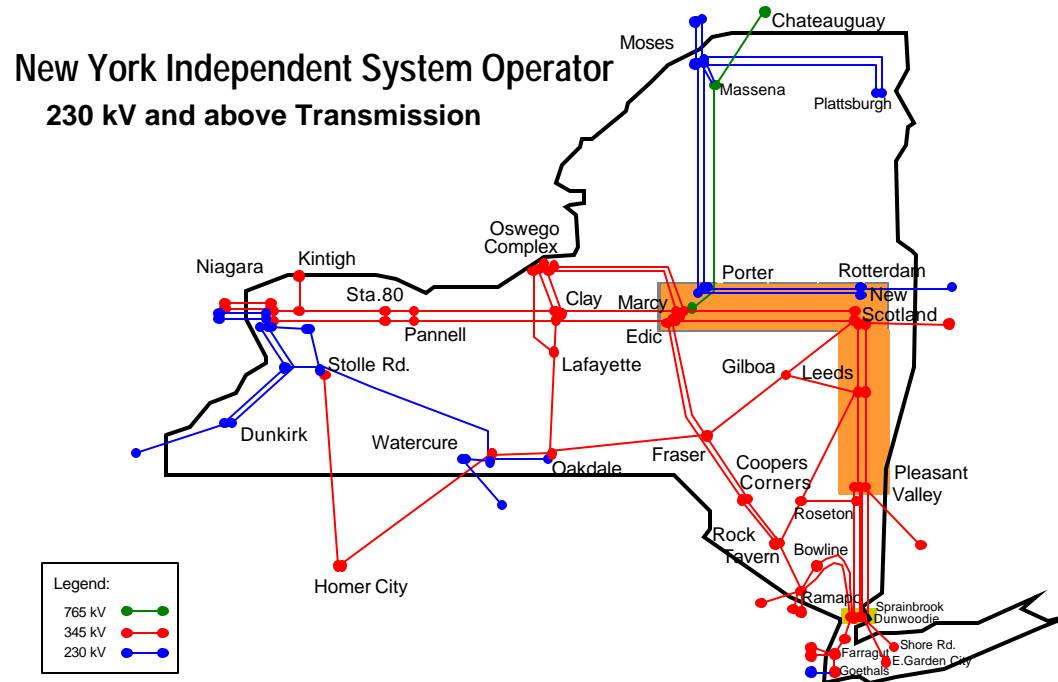 New York Independent System Operator
230 kV and above Transmission
Chateauguay
Moses
Massena
Plattsburgh
Oswego
Complex
Niagara
Kintigh
Sta.80
Pannell
Clay
Marcy
Edic
Porter
Rotterdam
New
Scotland
Stolle Rd.
Lafayette
Gilboa
Leeds
Dunkirk
Watercure
Oakdale
Fraser
Coopers
Corners
Pleasant
Valley
Roseton
Rock
Tavern
Bowline
Homer City
Ramapo
Sprainbrook
Dunwoodie
Shore Rd.
Farragut
E.Garden City
Goethals
Legend:
765 kV
345 kV
230 kV